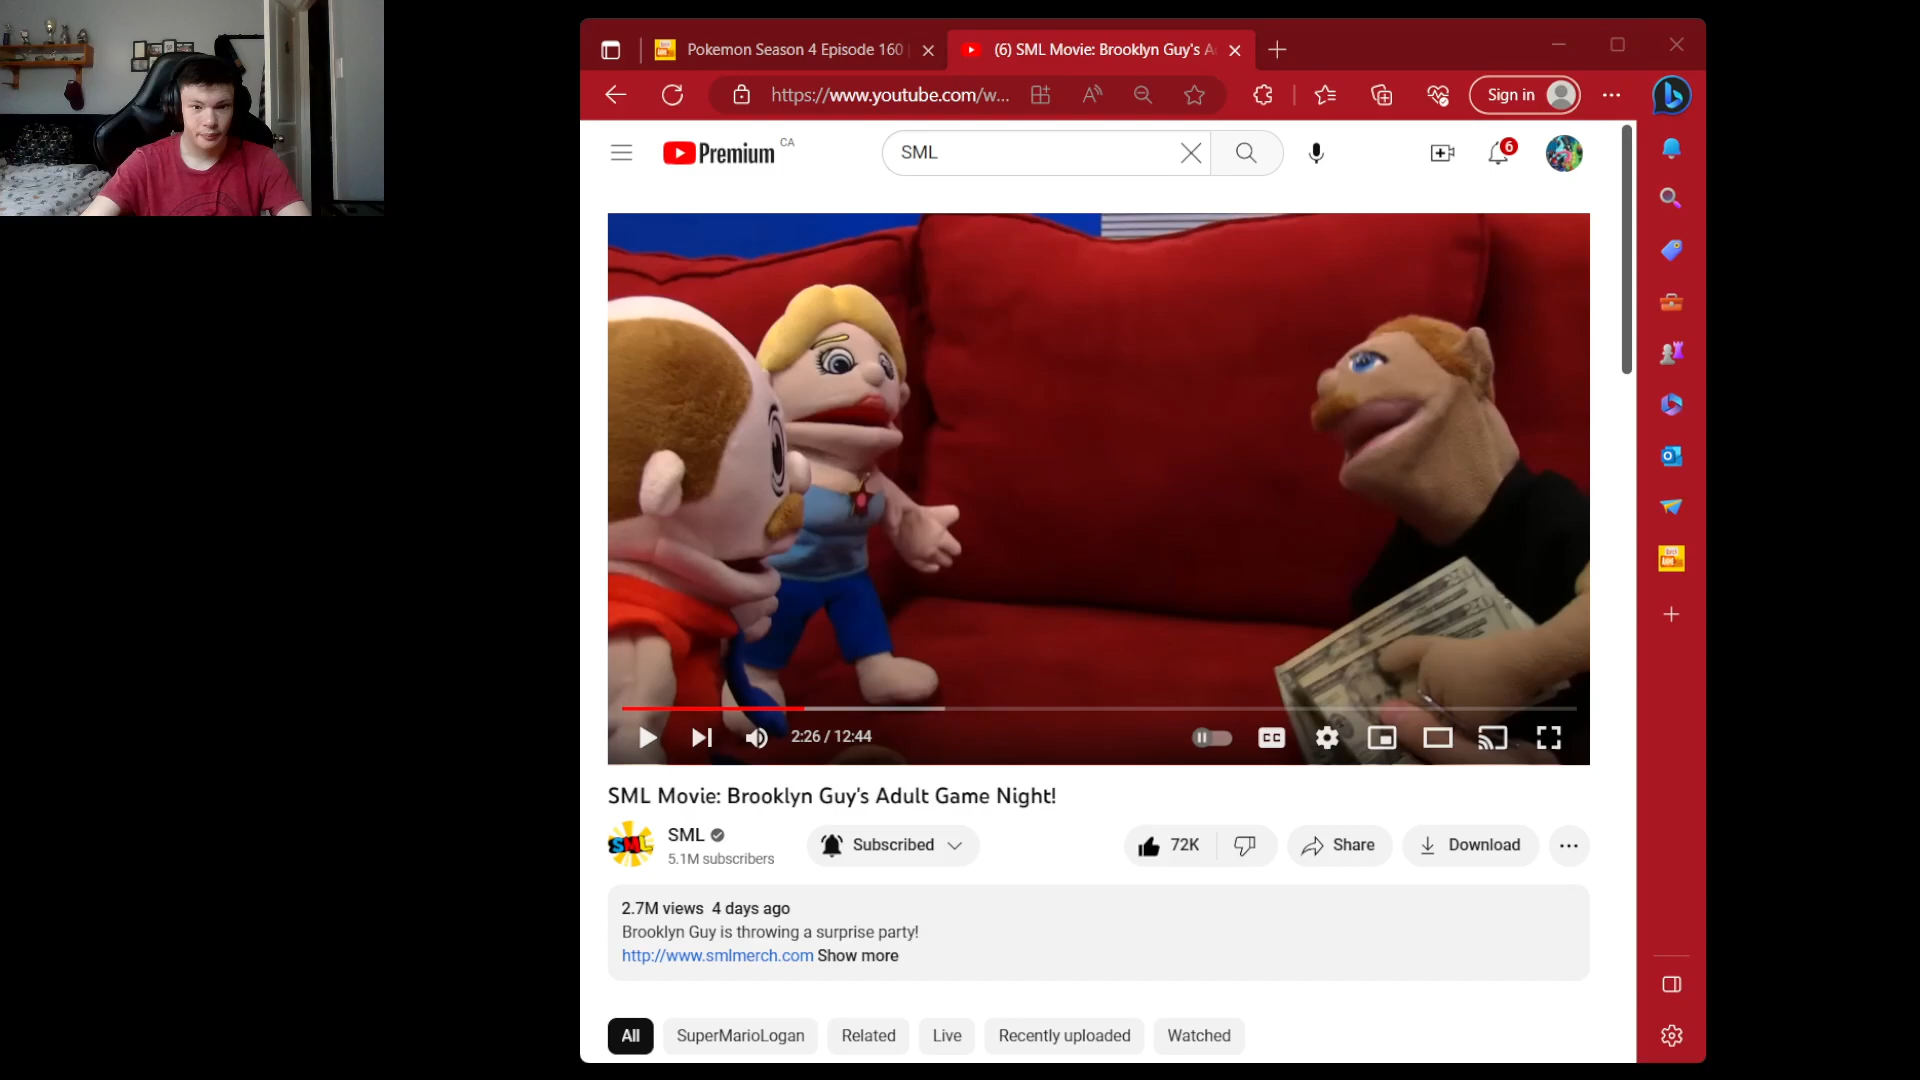 Pokemon Season 4 Episode 160
(6) SML Movie: Brooklyn Guy's A
https://www.youtube.com/w...
Sign in
Premium CA
SML
6
2:26 / 12:44
CC
SML Movie: Brooklyn Guy's Adult Game Night!
SML
SML
5.1M subscribers
Subscribed
72K
Share
Download
2.7M views 4 days ago
Brooklyn Guy is throwing a surprise party!
http://www.smlmerch.com Show more
All
SuperMarioLogan
Related
Live
Recently uploaded
Watched